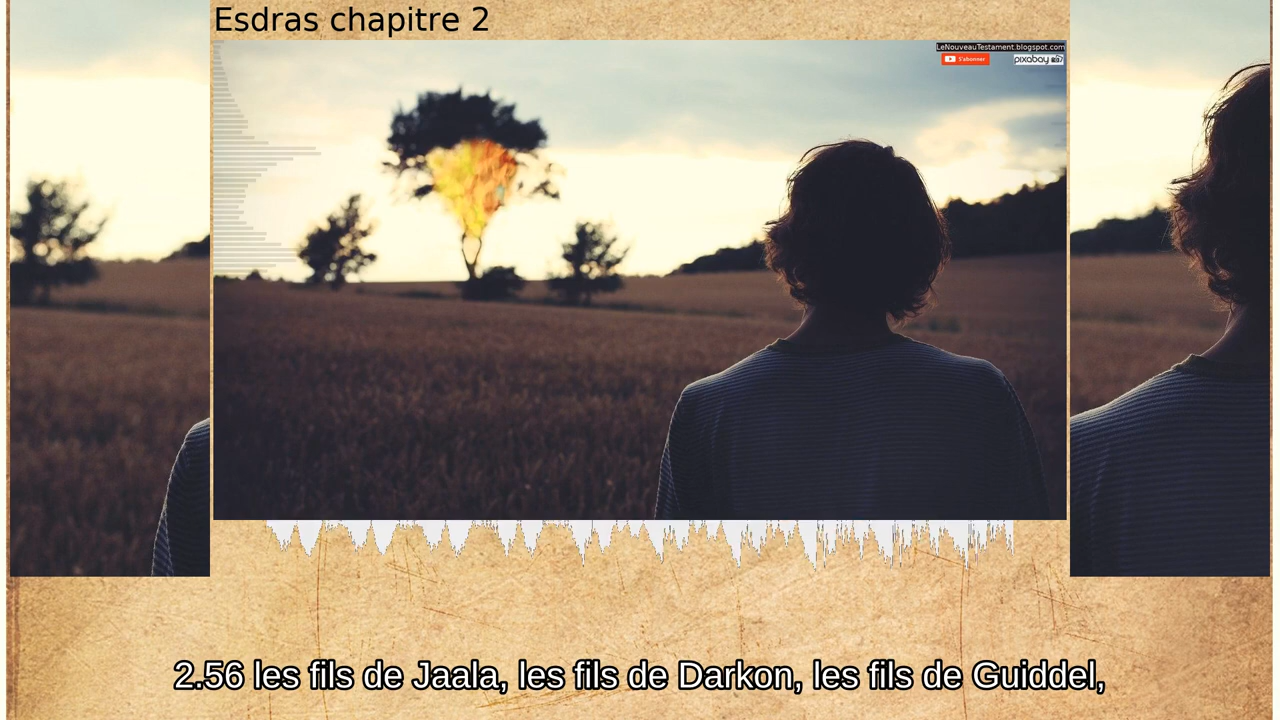 Esdras chapitre 2
LeNouveauTestament.blogspot.com
S'abonner
pixabay
2.56 les fils de Jaala, les fils de Darkon, les fils de Guiddel,